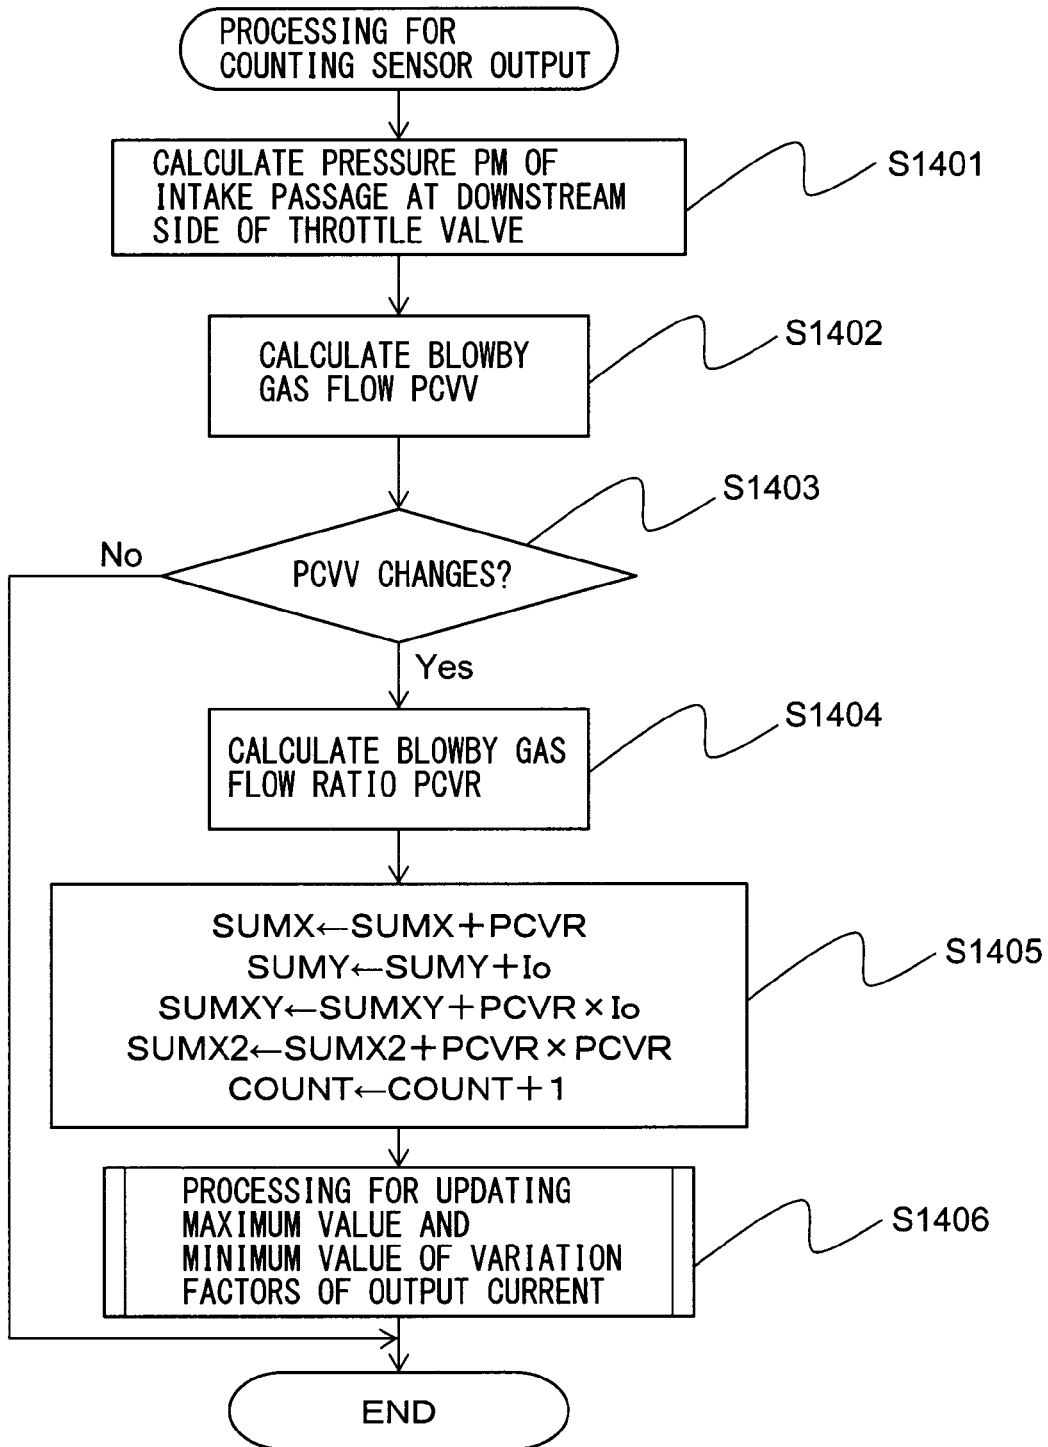 PROCESSING FOR
COUNTING SENSOR OUTPUT
CALCULATE PRESSURE PM OF
INTAKE PASSAGE AT DOWNSTREAM
SIDE OF THROTTLE VALVE
S1401
CALCULATE BLOWBY
GAS FLOW PCVV
S1402
S1403
No
PCVV CHANGES?
Yes
S1404
CALCULATE BLOWBY GAS
FLOW RATIO PCVR
SUMX←SUMX+PCVR
SUMY←SUMY+Io
SUMXY←SUMXY+PCVR×Io
SUMX2←SUMX2+PCVR×PCVR
COUNT←COUNT+1
S1405
PROCESSING FOR UPDATING
MAXIMUM VALUE AND
MINIMUM VALUE OF VARIATION
FACTORS OF OUTPUT CURRENT
S1406
END